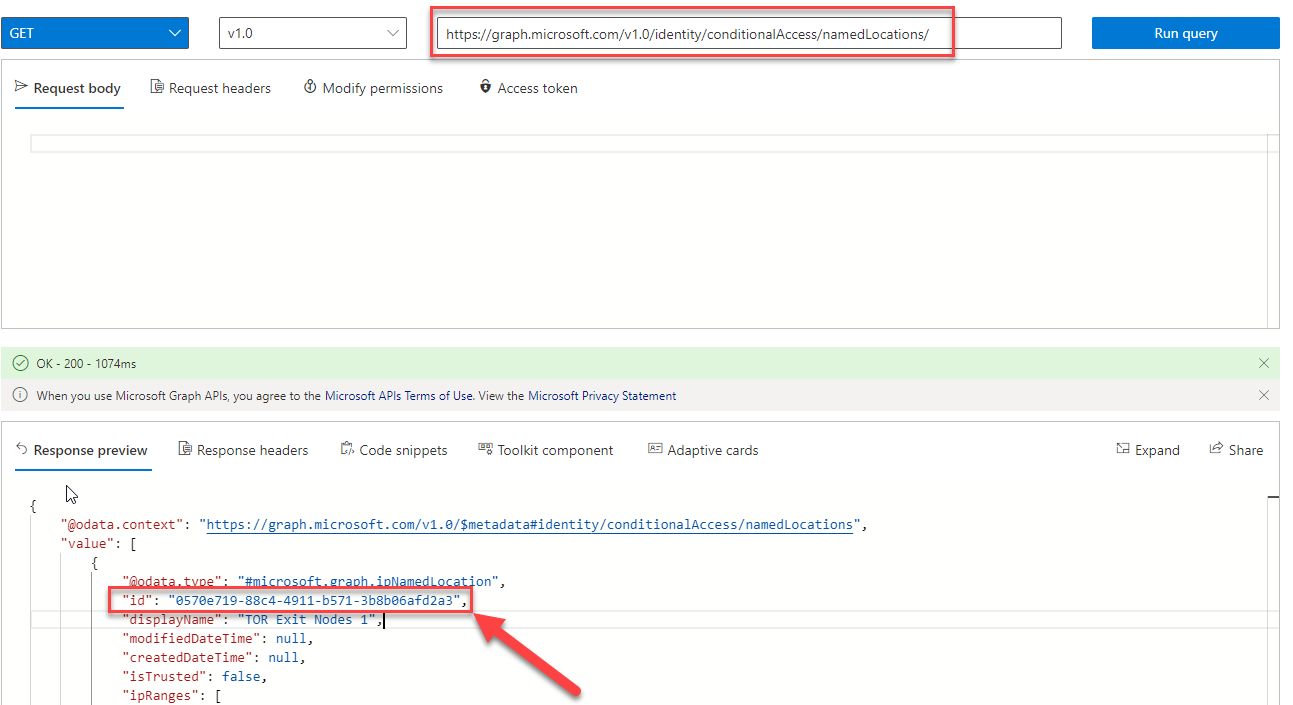 GET
v1.0
https://graph.microsoft.com/v1.0/identity/conditionalAccess/namedLocations/
Run query
Request body
Request headers
Modify permissions
Access token
OK - 200 - 1074ms
When you use Microsoft Graph APIs, you agree to the Microsoft APIs Terms of Use. View the Microsoft Privacy Statement
Response preview
Response headers
Code snippets
Toolkit component
Adaptive cards
Expand
Share
{
"@odata.context": "https://graph.microsoft.com/v1.0/$metadata#identity/conditionalAccess/namedLocations",
"value": [
{
"@odata.type": "#microsoft.graph.ipNamedLocation",
"id": "0570e719-88c4-4911-b571-3b8b06afd2a3",
"displayName": "TOR Exit Nodes 1",
"modifiedDateTime": null,
"createdDateTime": null,
"isTrusted": false,
"ipRanges": [